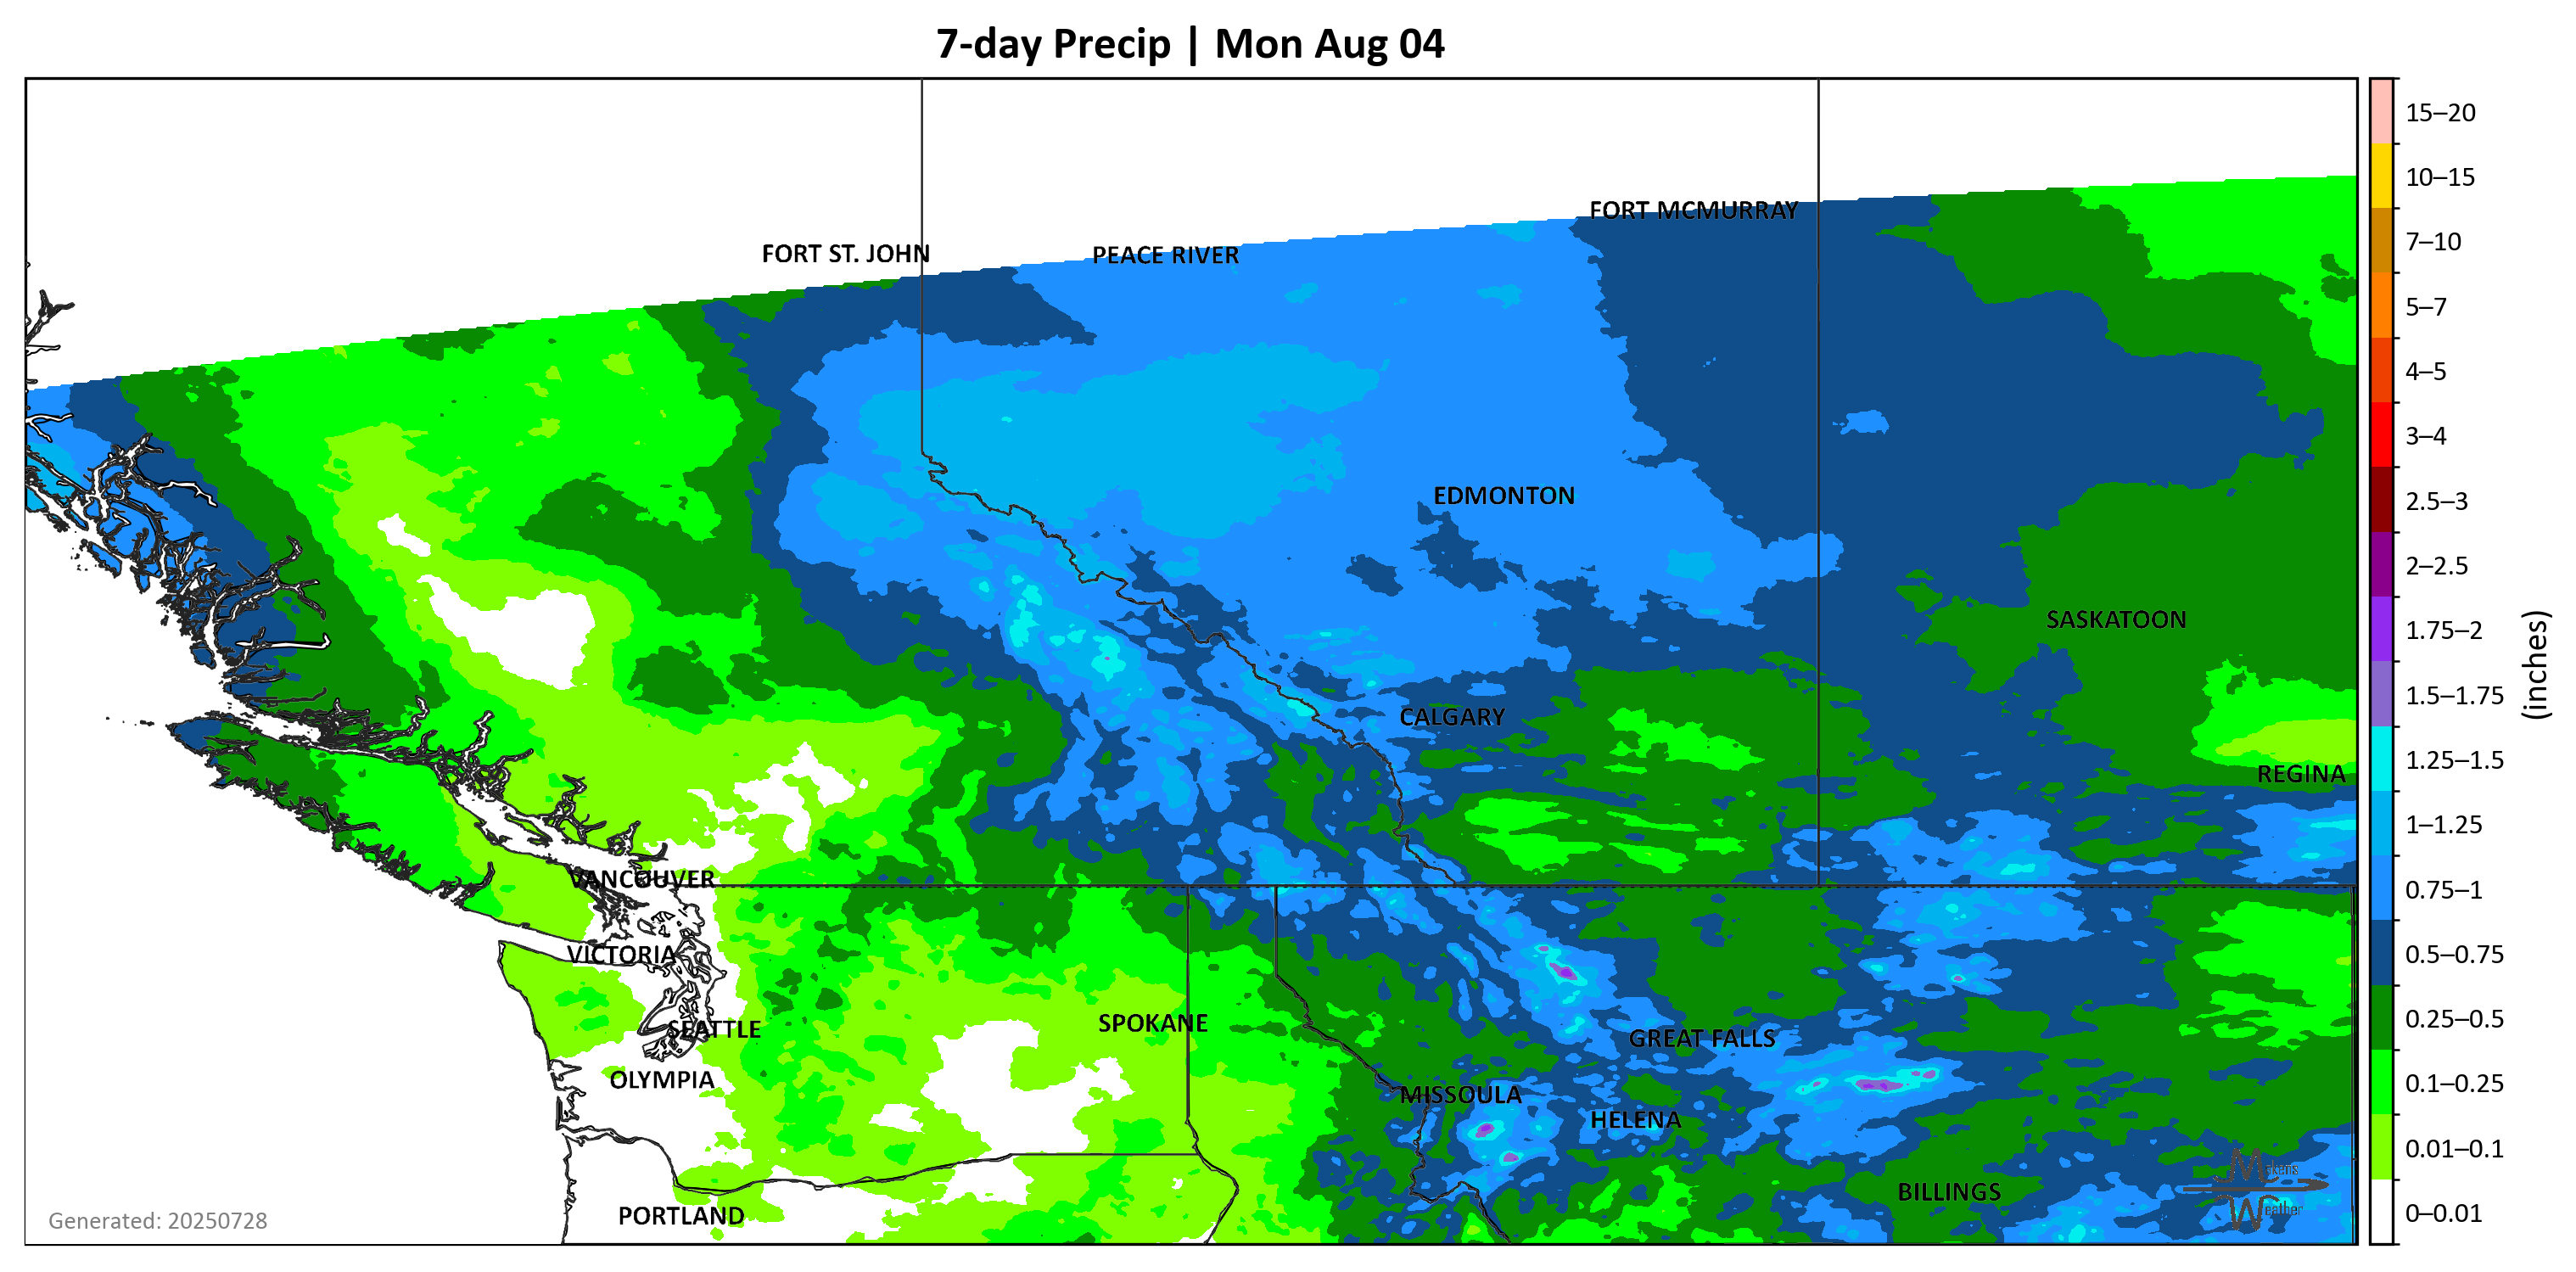 7-day Precip | Mon Aug 04
FORT MCMURRAY
FORT ST. JOHN
PEACE RIVER
EDMONTON
SASKATOON
CALGARY
REGINA
VANCOUVER
VICTORIA
SEATTLE
SPOKANE
GREAT FALLS
OLYMPIA
MISSOULA
HELENA
BILLINGS
PORTLAND
Generated: 20250728
Makens
Weather
15–20
10–15
7–10
5–7
4–5
3–4
2.5–3
2–2.5
1.75–2
1.5–1.75
1.25–1.5
1–1.25
0.75–1
0.5–0.75
0.25–0.5
0.1–0.25
0.01–0.1
0–0.01
(inches)